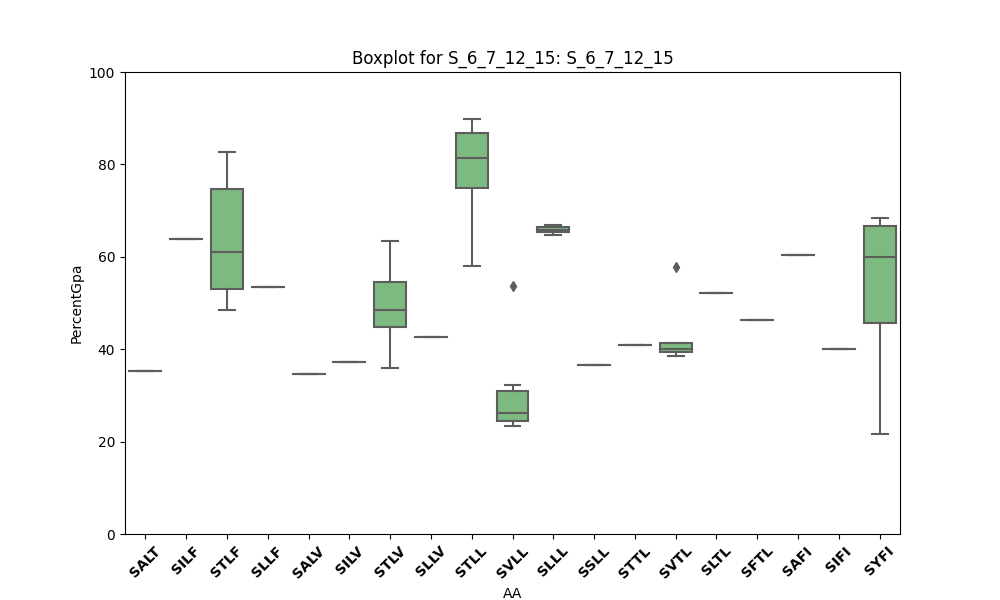 Boxplot for S_6_7_12_15: S_6_7_12_15
100
80
60
40
20
0
PercentGpa
SALT SILF STLF SLLF SALV SILV STLV SLLV STLL SVLL SLLL SSLL STTL SVTL SLTL SFTL SAFI SIFI SYFI
AA